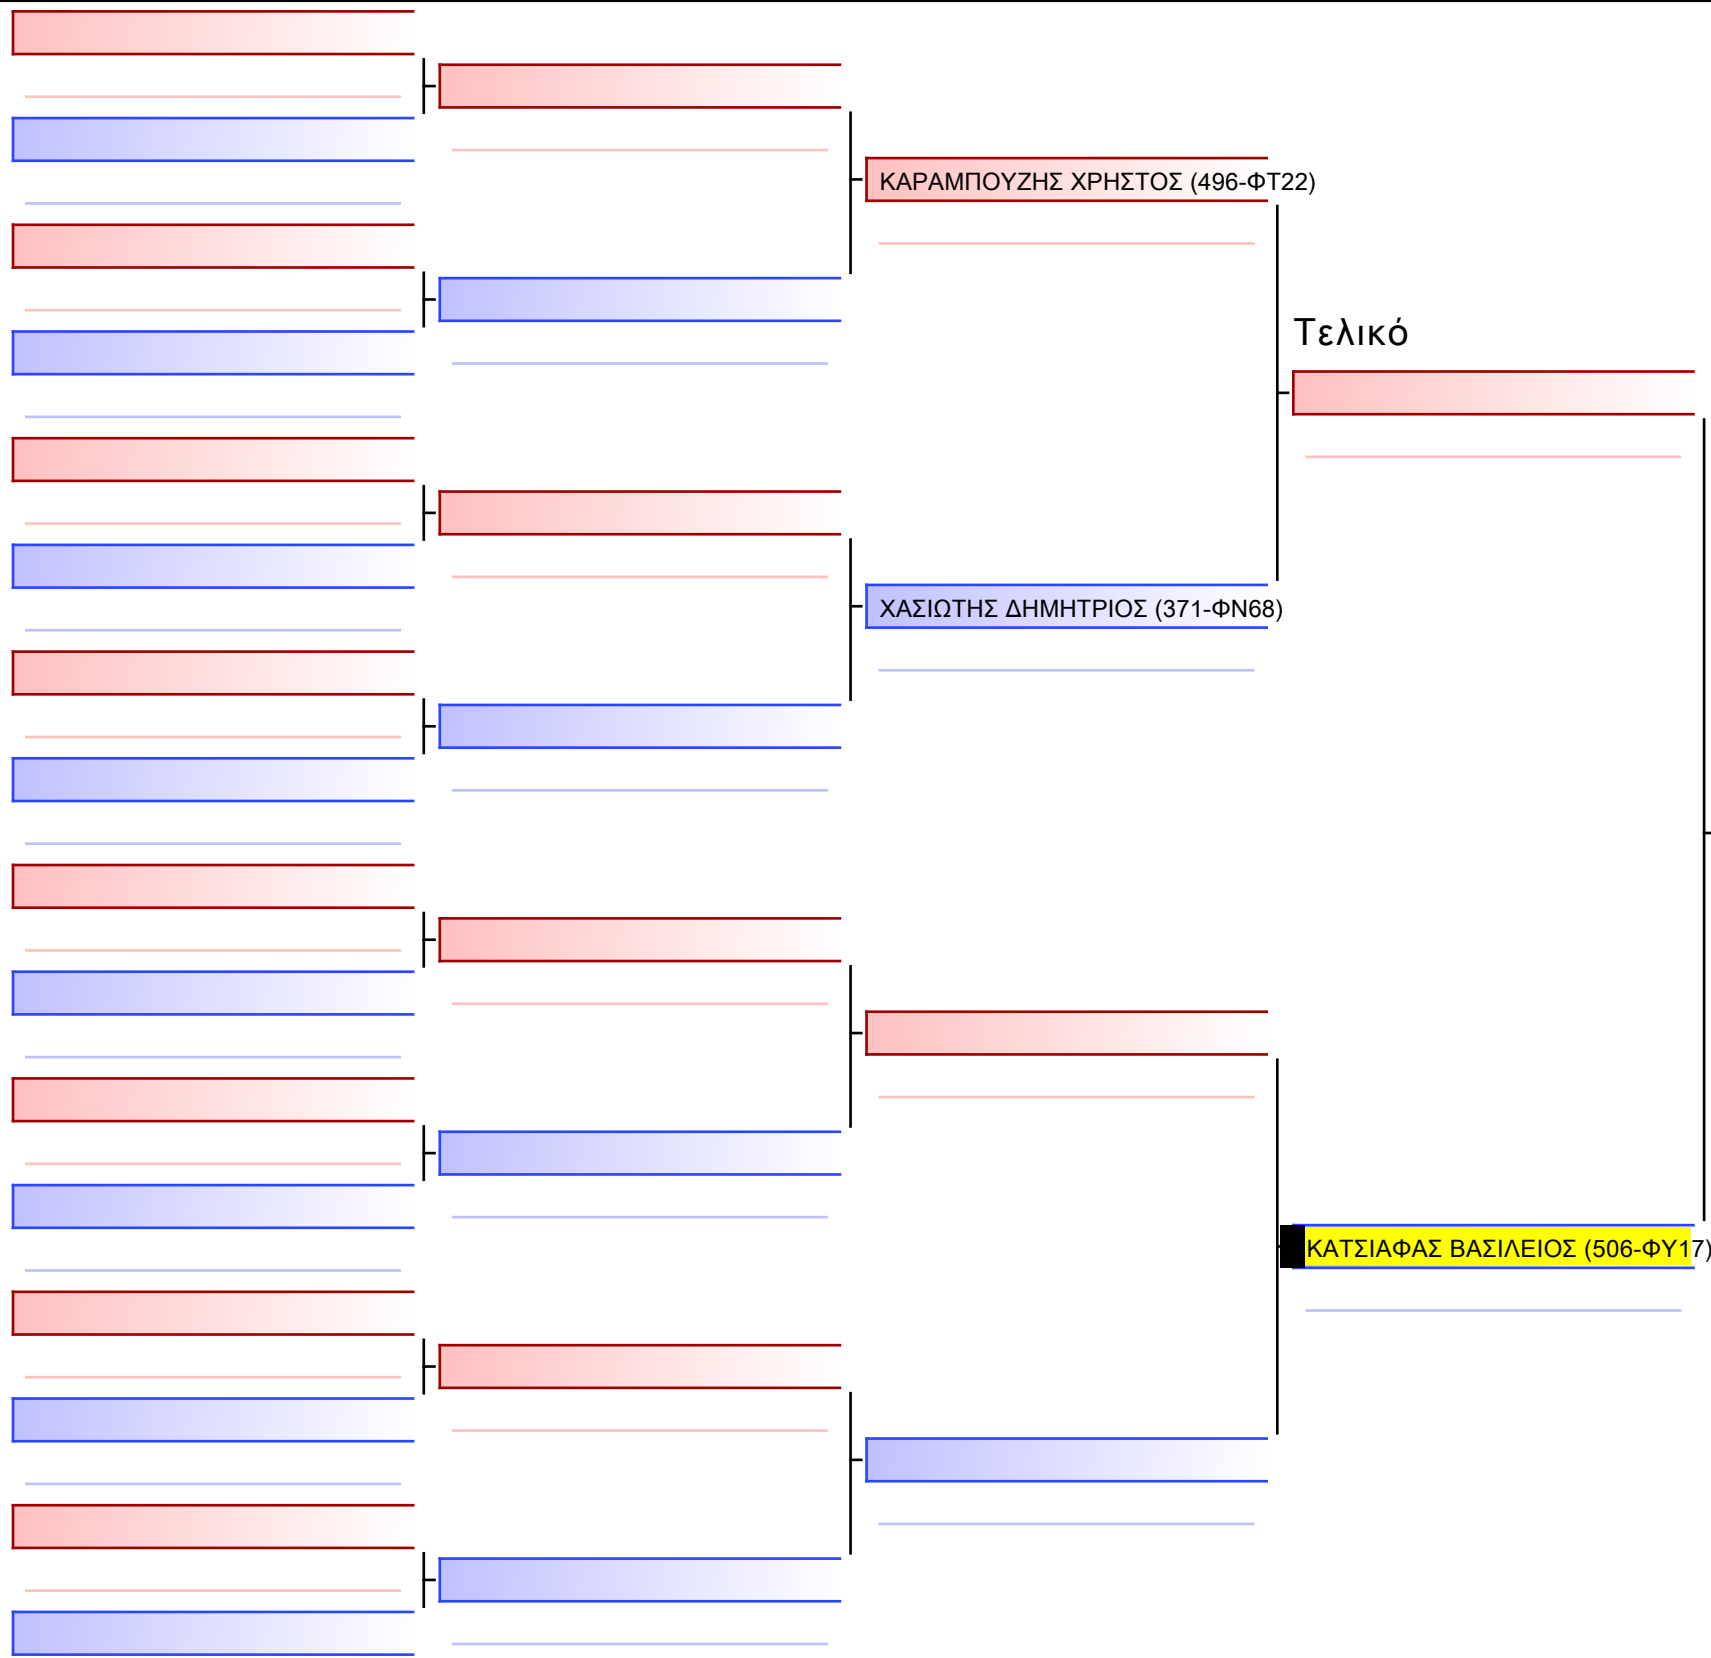 ΚΑΡΑΜΠΟΥΖΗΣ ΧΡΗΣΤΟΣ (496-ΦΤ22)
Τελικό
ΧΑΣΙΩΤΗΣ ΔΗΜΗΤΡΙΟΣ (371-ΦΝ68)
ΚΑΤΣΙΑΦΑΣ ΒΑΣΙΛΕΙΟΣ (506-ΦΥ17)